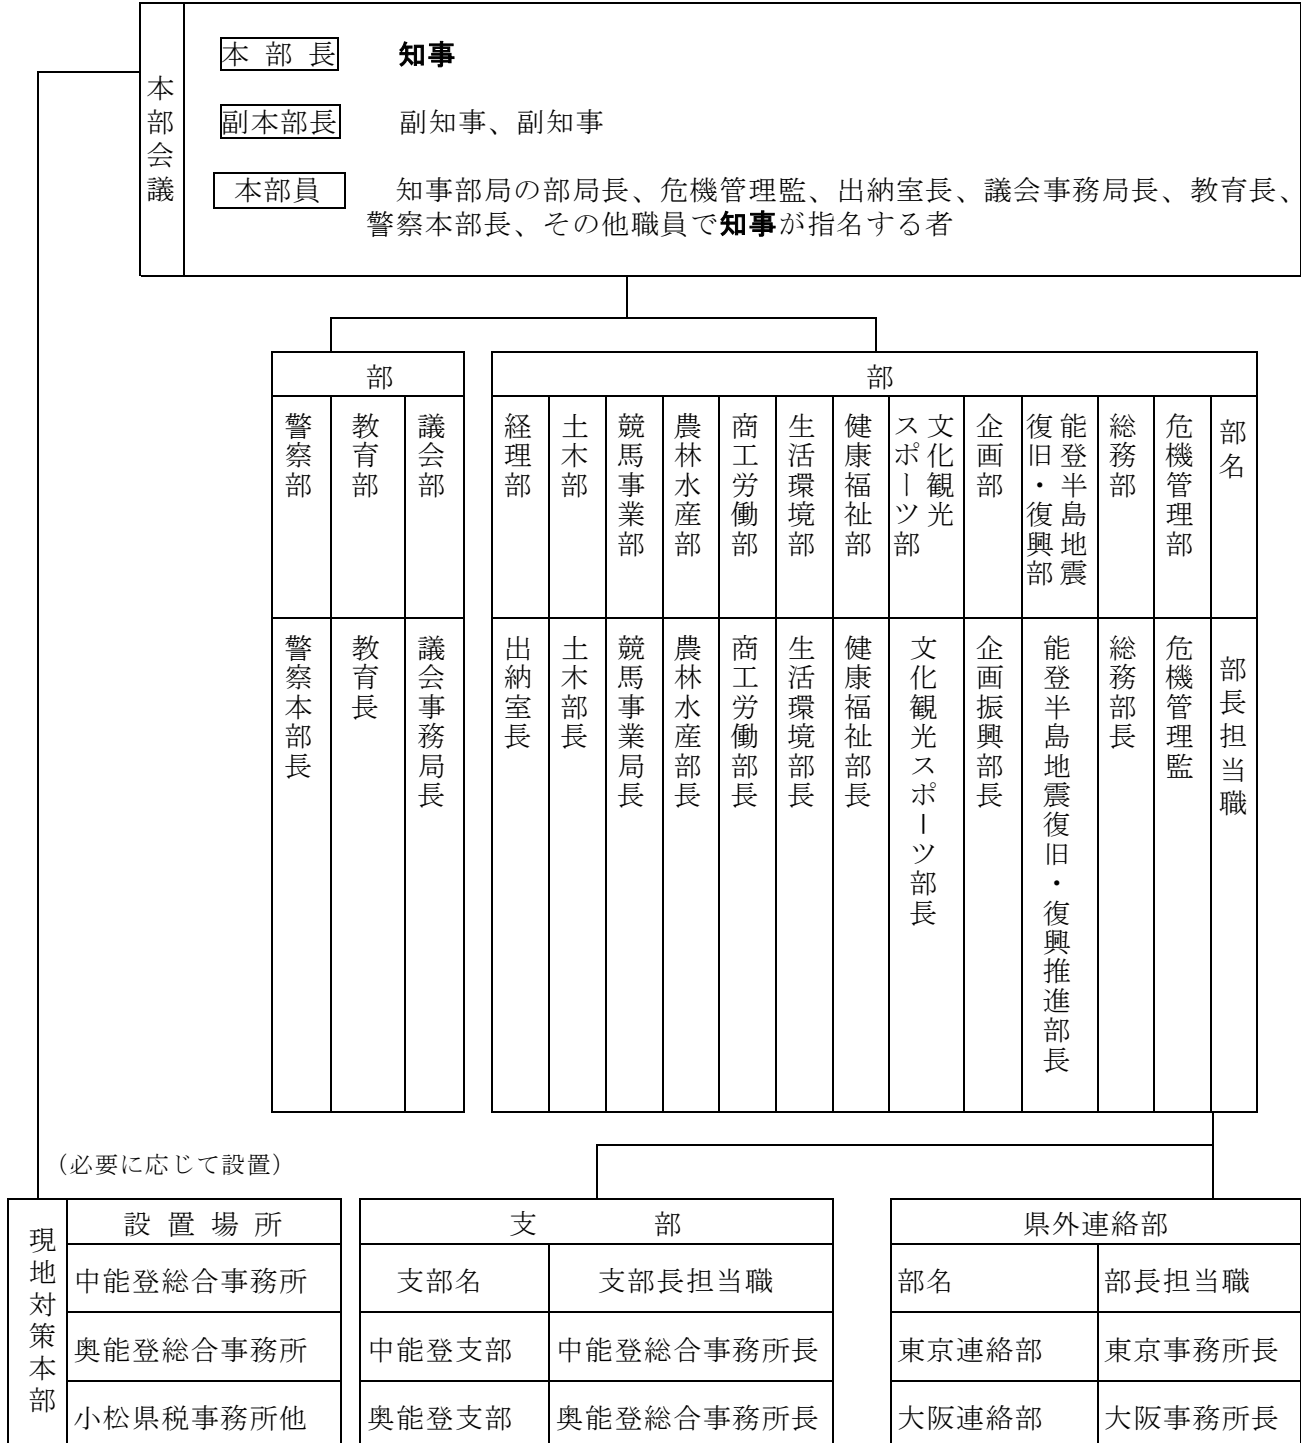 本部会議
本 部 長 知事
副本部長 副知事、副知事
本部員 知事部局の部局長、危機管理監、出納室長、議会事務局長、教育長、
警察本部長、その他職員で知事が指名する者
部
警察部
教育部
議会部
警察本部長
教育長
議会事務局長
部
部名
危機管理部
総務部
能登半島地震
復旧・復興部
企画部
文化観光
スポーツ部
健康福祉部
生活環境部
商工労働部
農林水産部
競馬事業部
土木部
経理部
部長担当職
危機管理監
総務部長
能登半島地震復旧・復興推進部長
企画振興部長
文化観光スポーツ部長
健康福祉部長
生活環境部長
商工労働部長
農林水産部長
競馬事業局長
土木部長
出納室長
（必要に応じて設置）
現地対策本部
設 置 場 所
中能登総合事務所
奥能登総合事務所
小松県税事務所他
支 部
支部名 支部長担当職
中能登支部 中能登総合事務所長
奥能登支部 奥能登総合事務所長
県外連絡部
部名 部長担当職
東京連絡部 東京事務所長
大阪連絡部 大阪事務所長